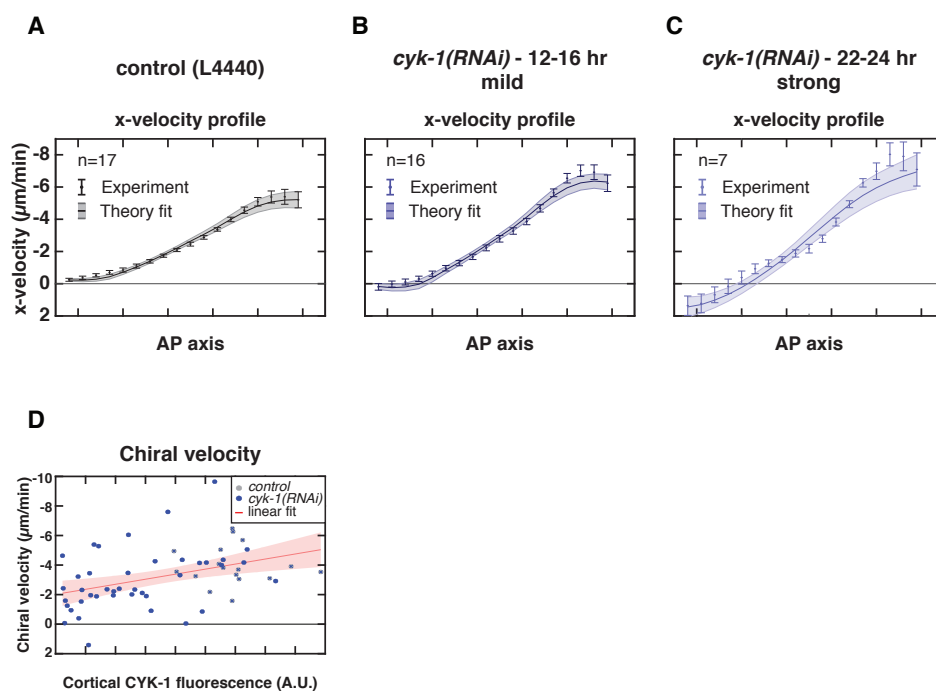 A
control (L4440)
x-velocity profile
n=17
Experiment
Theory fit
x-velocity (µm/min)
-8
-6
-4
-2
0
2
AP axis
B
cyk-1(RNAi) - 12-16 hr
mild
x-velocity profile
n=16
Experiment
Theory fit
AP axis
C
cyk-1(RNAi) - 22-24 hr
strong
x-velocity profile
n=7
Experiment
Theory fit
AP axis
D
Chiral velocity
control
cyk-1(RNAi)
linear fit
Chiral velocity (µm/min)
-10
-8
-6
-4
-2
0
2
Cortical CYK-1 fluorescence (A.U.)